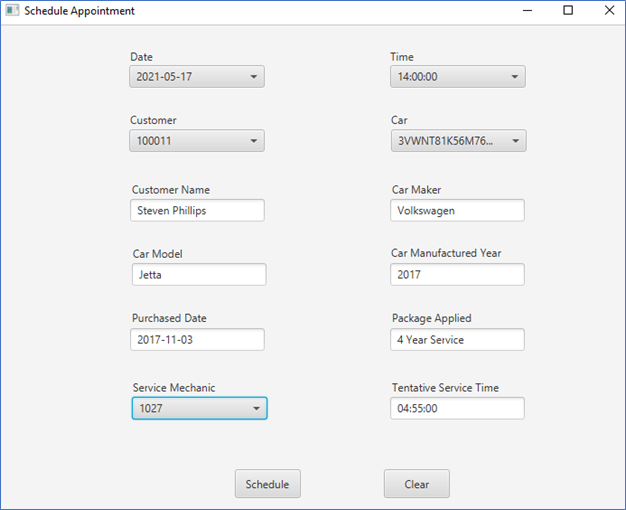 Schedule Appointment
Date
Time
2021-05-17
14:00:00
Customer
Car
100011
3VWNT81K56M76...
Customer Name
Car Maker
Steven Phillips
Volkswagen
Car Model
Car Manufactured Year
Jetta
2017
Purchased Date
Package Applied
2017-11-03
4 Year Service
Service Mechanic
Tentative Service Time
1027
04:55:00
Schedule
Clear